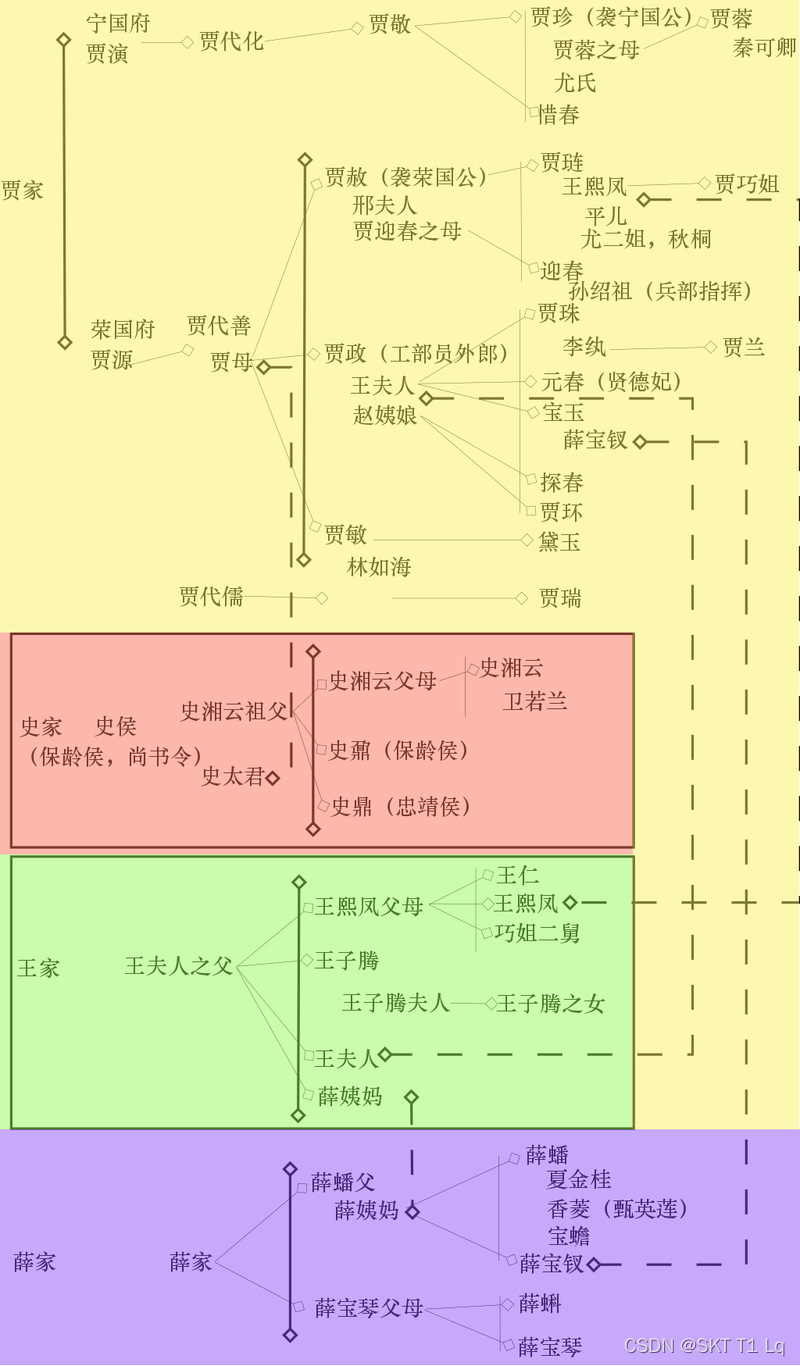 宁国府
贾演
贾代化
贾敬
贾珍（袭宁国公）
贾蓉
贾蓉之母
秦可卿
尤氏
惜春
贾家
贾赦（袭荣国公）
邢夫人
贾迎春之母
贾琏
王熙凤
贾巧姐
平儿
尤二姐，秋桐
迎春
孙绍祖（兵部指挥）
荣国府
贾源
贾代善
贾母
贾政（工部员外郎）
王夫人
赵姨娘
贾珠
李纨
贾兰
元春（贤德妃）
宝玉
薛宝钗
探春
贾环
贾敏
林如海
黛玉
贾代儒
贾瑞
史家
史侯
（保龄侯，尚书令）
史湘云祖父
史太君
史湘云父母
史湘云
卫若兰
史鼐（保龄侯）
史鼎（忠靖侯）
王家
王夫人之父
王熙凤父母
王仁
王熙凤
巧姐二舅
王子腾
王子腾夫人
王子腾之女
王夫人
薛姨妈
薛家
薛家
薛蟠父
薛姨妈
薛蟠
夏金桂
香菱（甄英莲）
宝蟾
薛宝钗
薛宝琴父母
薛蝌
薛宝琴
CSDN @SKT T1 Lq